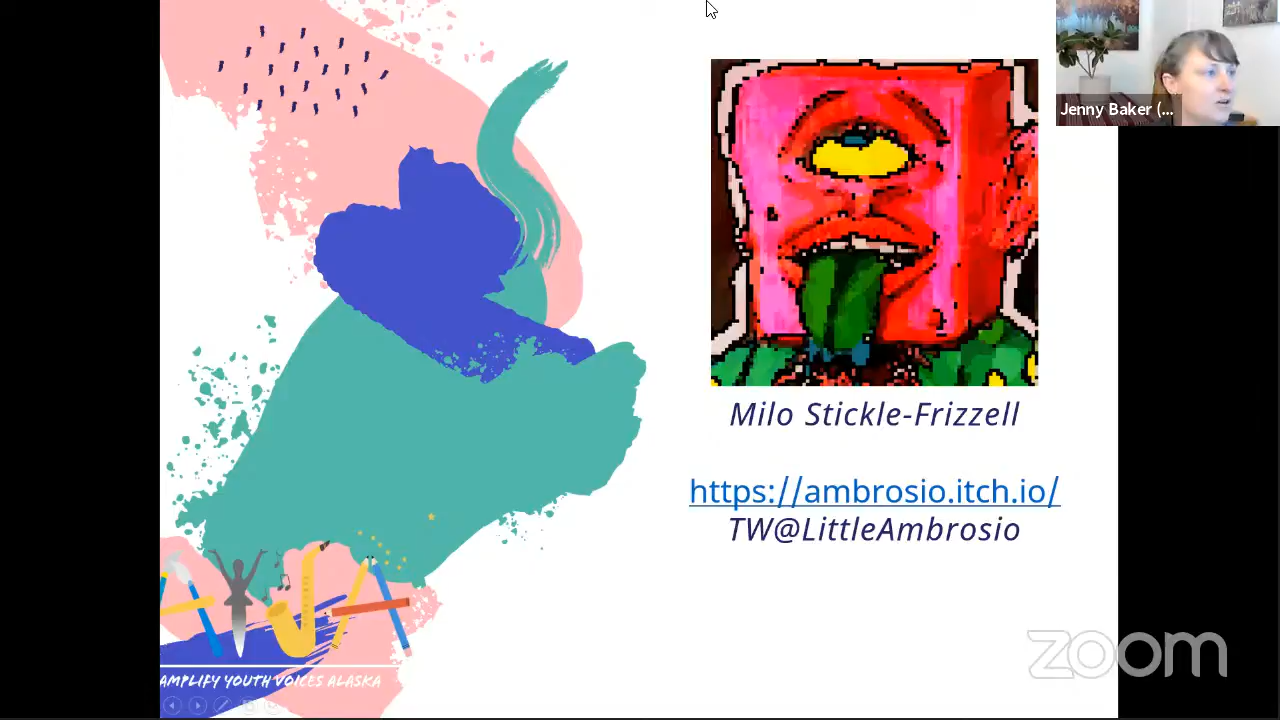 Jenny Baker (...
Milo Stickle-Frizzell
https://ambrosio.itch.io/
TW@LittleAmbrosio
AMPLIFY YOUTH VOICES ALASKA
zoom